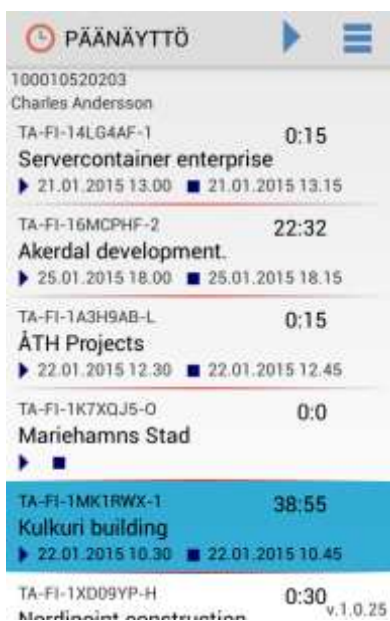 PÄÄNÄYTTÖ
100010520203
Charles Andersson
TA-FI-14LG4AF-1 0:15
Servercontainer enterprise
21.01.2015 13.00 21.01.2015 13.15
TA-FI-16MCPHF-2 22:32
Akerdal development.
25.01.2015 18.00 25.01.2015 18.15
TA-FI-1A3H9AB-L 0:15
ÅTH Projects
22.01.2015 12.30 22.01.2015 12.45
TA-FI-1K7XQJ5-O 0:0
Mariehamns Stad
TA-FI-1MK1RWX-1 38:55
Kulkuri building
22.01.2015 10.30 22.01.2015 10.45
TA-FI-1XD09YP-H 0:30
v.1.0.25
Nordipoint construction